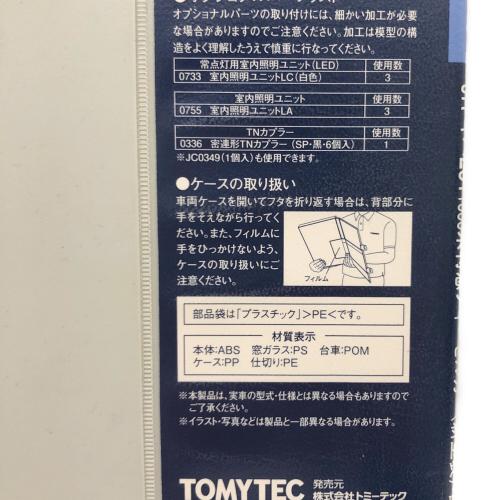 オプショナルパーツの取り付けには、細かい加工が必要
な場合がありますのでご注意ください。加工は模型の構
造をよく理解したうえで慎重に行なってください。
常点灯用室内照明ユニット(LED) 使用数
0733 室内照明ユニットLC(白色) 3
室内照明ユニット 使用数
0755 室内照明ユニットLA 3
TNカプラー 使用数
0336 密連形TNカプラー(SP・黒・6個入) 1
※JC0349(1個入)も使用できます。
●ケースの取り扱い
車両ケースを開いてフタを折り返す場合は、背部分に
手をそえながら行ってく
ださい。また、フィルムに
手をひっかけないよう、
ケースの取り扱いにご
注意ください。
フィルム
部品袋は「プラスチック」>PE<です。
材質表示
本体:ABS 窓ガラス:PS 台車:POM
ケース:PP 仕切り:PE
※本製品は、実車の型式・仕様とは異なる場合もありますので
ご了承ください。
※イラスト・写真などは製品と一部異なる場合があります。
TOMYTEC 発売元
株式会社トミーテック